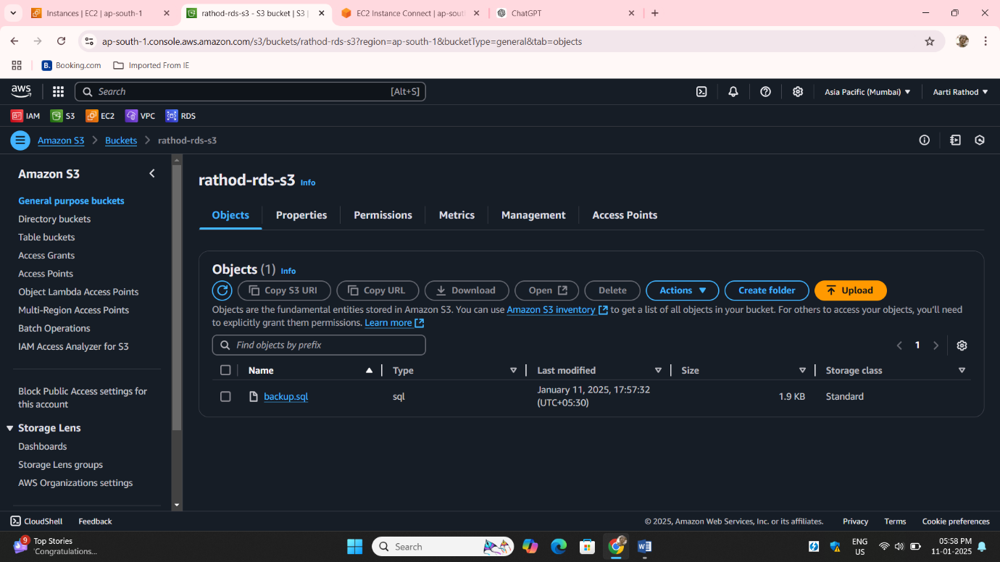 Instances | EC2 | ap-south-1
rathod-rds-s3 - S3 bucket | S3 |
EC2 Instance Connect | ap-sout
ChatGPT
ap-south-1.console.aws.amazon.com/s3/buckets/rathod-rds-s3?region=ap-south-1&bucketType=general&tab=objects
B. Booking.com
Imported From IE
aws
Search
[Alt+S]
Asia Pacific (Mumbai)
Aarti Rathod
IAM
S3
EC2
VPC
RDS
Amazon S3
Buckets
rathod-rds-s3
Amazon S3
General purpose buckets
Directory buckets
Table buckets
Access Grants
Access Points
Object Lambda Access Points
Multi-Region Access Points
Batch Operations
IAM Access Analyzer for S3
Block Public Access settings for
this account
Storage Lens
Dashboards
Storage Lens groups
AWS Organizations settings
rathod-rds-s3 Info
Objects
Properties
Permissions
Metrics
Management
Access Points
Objects (1) Info
Copy S3 URI
Copy URL
Download
Open
Delete
Actions
Create folder
Upload
Objects are the fundamental entities stored in Amazon S3. You can use Amazon S3 inventory to get a list of all objects in your bucket. For others to access your objects, you'll need
to explicitly grant them permissions. Learn more
Find objects by prefix
1
Name
Type
Last modified
Size
Storage class
backup.sql
sql
January 11, 2025, 17:57:32
(UTC+05:30)
1.9 KB
Standard
CloudShell
Feedback
© 2025, Amazon Web Services, Inc. or its affiliates.
Privacy
Terms
Cookie preferences
9
Top Stories
'Congratulations...
Search
ENG
US
05:58 PM
11-01-2025